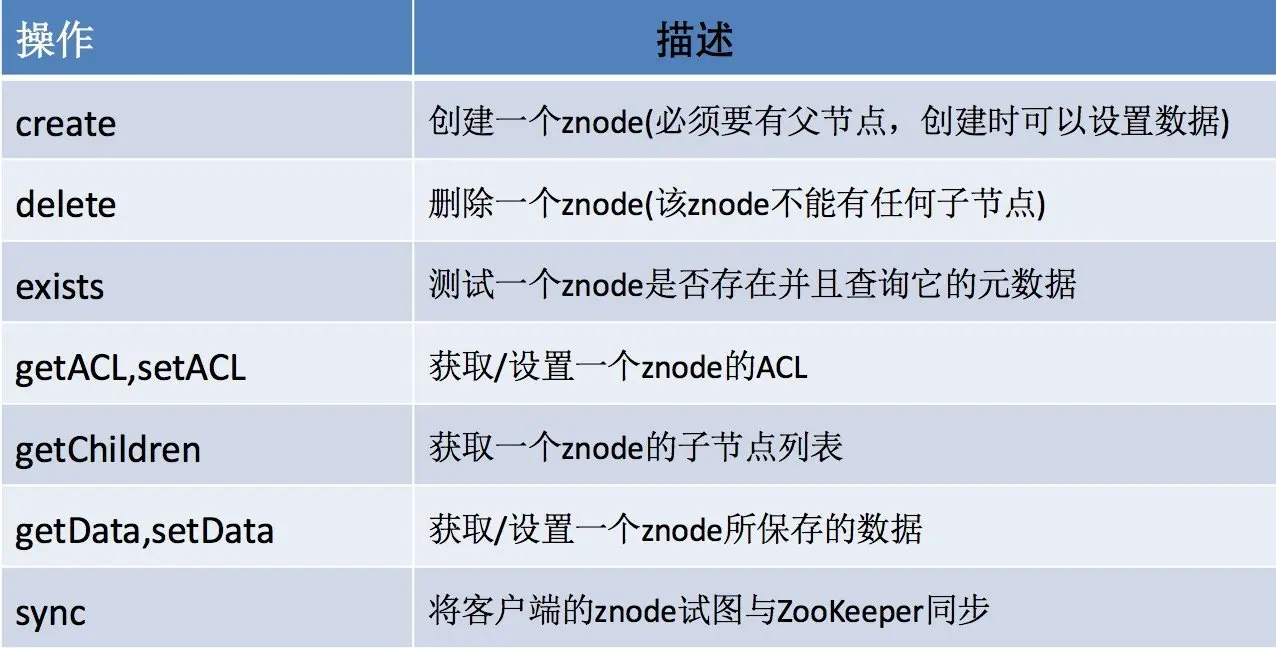 操作 描述
create 创建一个znode(必须要有父节点，创建时可以设置数据)
delete 删除一个znode(该znode不能有任何子节点)
exists 测试一个znode是否存在并且查询它的元数据
getACL,setACL 获取/设置一个znode的ACL
getChildren 获取一个znode的子节点列表
getData,setData 获取/设置一个znode所保存的数据
sync 将客户端的znode试图与ZooKeeper同步